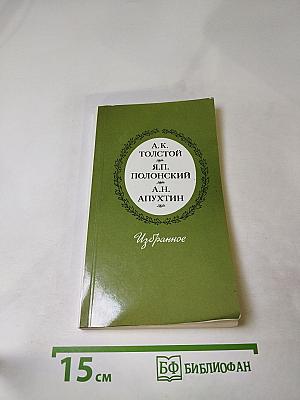 А.К.
ТОЛСТОЙ
Я.П.
ПОЛОНСКИЙ
А.Н.
АПУХТИН
Избранное
15 см
БФ БИБЛИОФАН